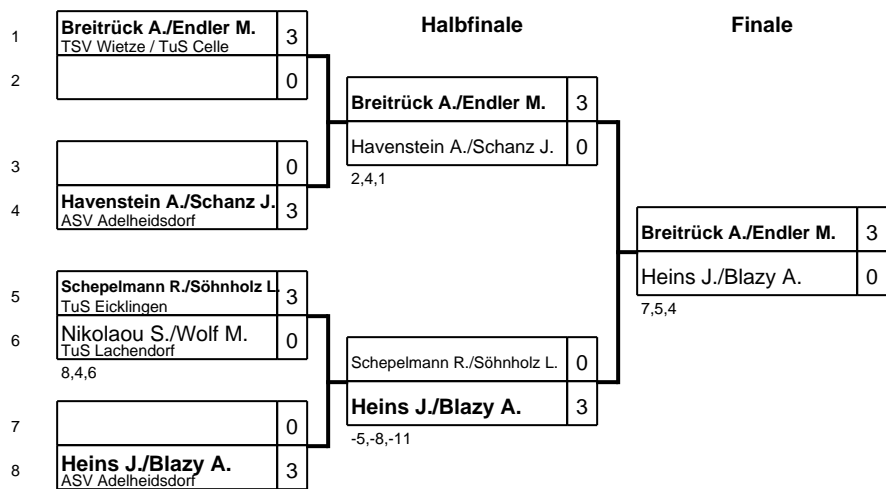 Halbfinale
Finale
1
Breitrück A./Endler M.
3
TSV Wietze / TuS Celle
2
0
3
0
4
Havenstein A./Schanz J.
3
ASV Adelheidsdorf
5
Schepelmann R./Söhnholz L.
3
TuS Eicklingen
6
Nikolaou S./Wolf M.
0
TuS Lachendorf
8,4,6
7
0
8
Heins J./Blazy A.
3
ASV Adelheidsdorf
Breitrück A./Endler M.
3
Havenstein A./Schanz J.
0
2,4,1
Schepelmann R./Söhnholz L.
0
Heins J./Blazy A.
3
-5,-8,-11
Breitrück A./Endler M.
3
Heins J./Blazy A.
0
7,5,4